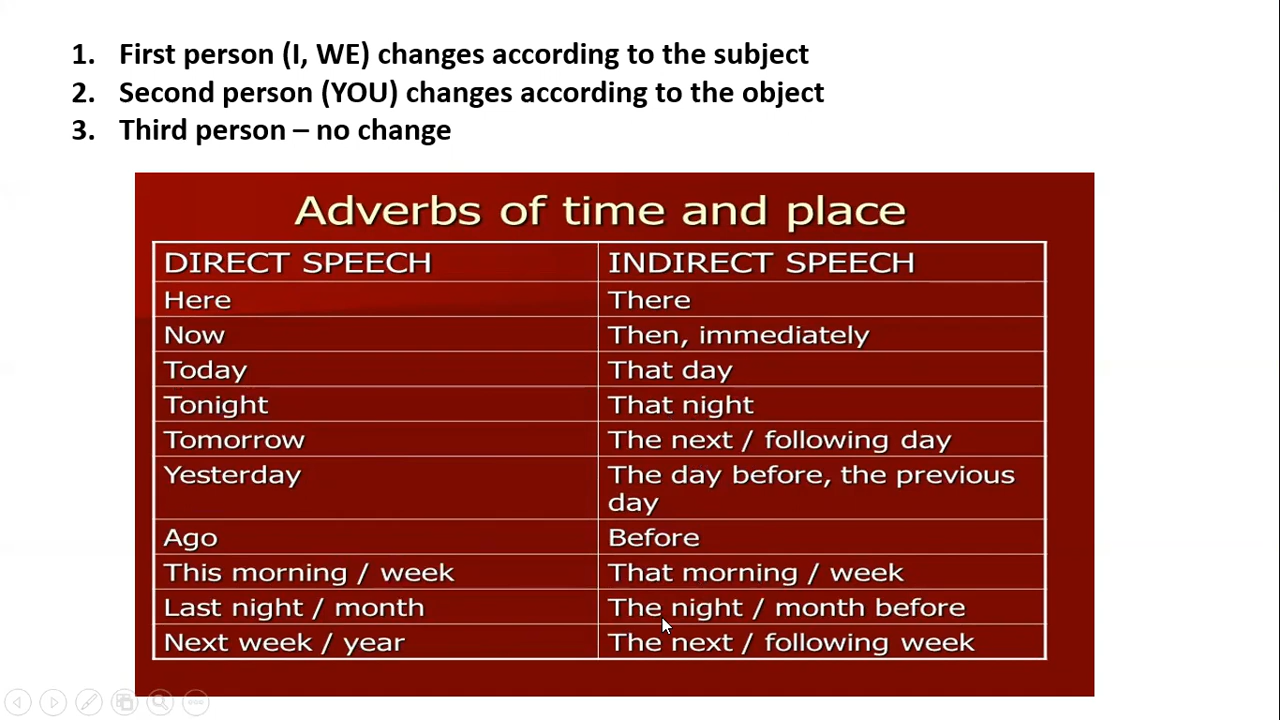 1. First person (I, WE) changes according to the subject
2. Second person (YOU) changes according to the object
3. Third person – no change
Adverbs of time and place
DIRECT SPEECH INDIRECT SPEECH
Here There
Now Then, immediately
Today That day
Tonight That night
Tomorrow The next / following day
Yesterday The day before, the previous
day
Ago Before
This morning / week That morning / week
Last night / month The night / month before
Next week / year The next / following week